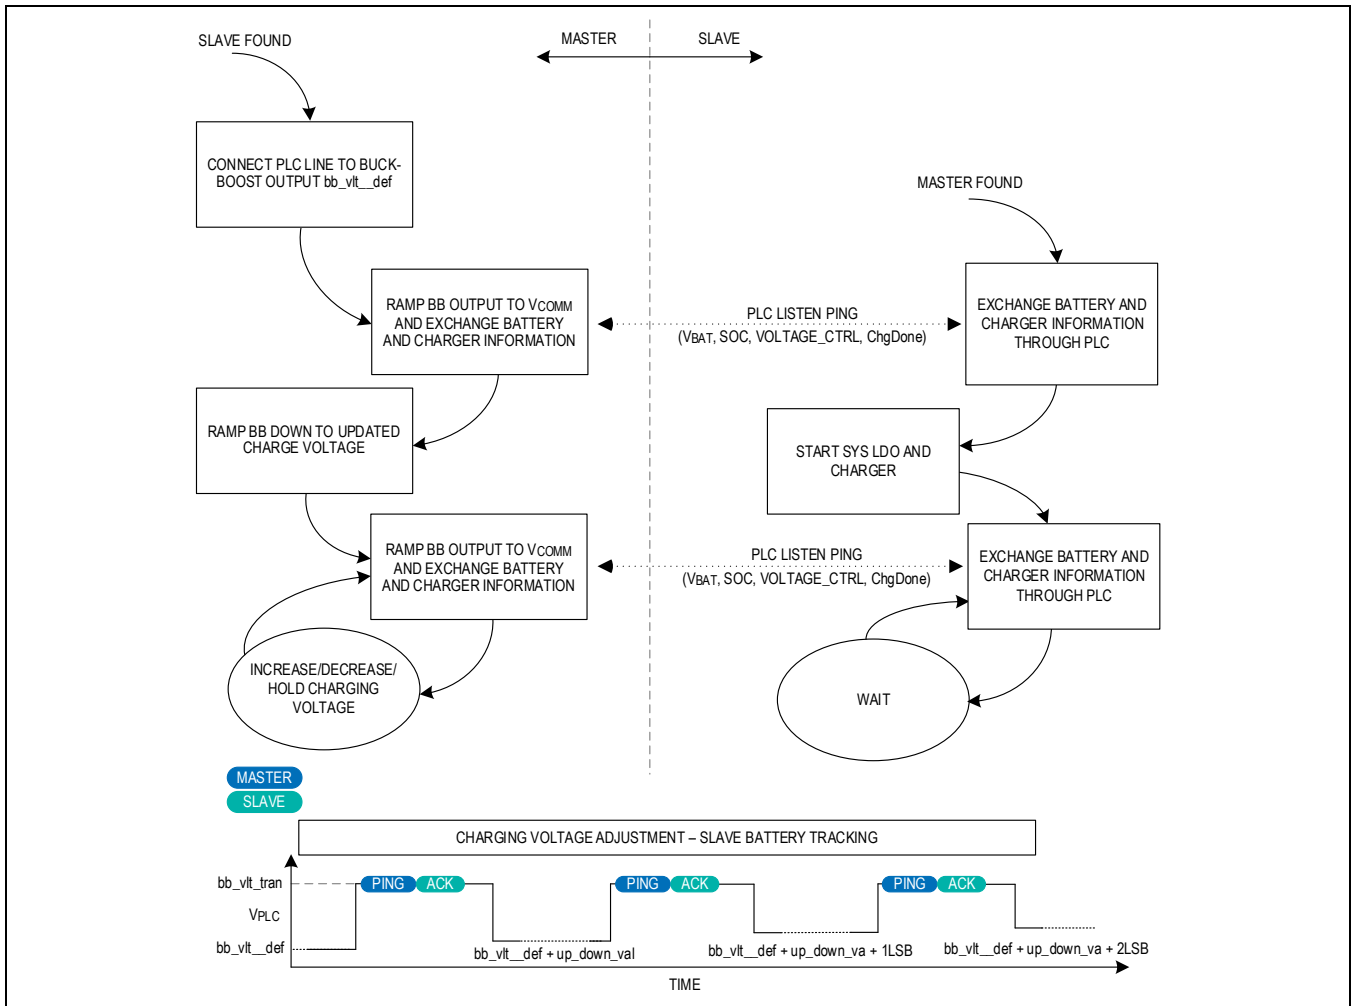 SLAVE FOUND
MASTER
SLAVE
CONNECT PLC LINE TO BUCK-
BOOST OUTPUT bb_vlt__def
MASTER FOUND
RAMP BB OUTPUT TO VCOMM
AND EXCHANGE BATTERY
AND CHARGER INFORMATION
PLC LISTEN PING
(VBAT, SOC, VOLTAGE_CTRL, ChgDone)
EXCHANGE BATTERY AND
CHARGER INFORMATION
THROUGH PLC
RAMP BB DOWN TO UPDATED
CHARGE VOLTAGE
START SYS LDO AND
CHARGER
RAMP BB OUTPUT TO VCOMM
AND EXCHANGE BATTERY
AND CHARGER INFORMATION
PLC LISTEN PING
(VBAT, SOC, VOLTAGE_CTRL, ChgDone)
EXCHANGE BATTERY AND
CHARGER INFORMATION
THROUGH PLC
INCREASE/DECREASE/
HOLD CHARGING
VOLTAGE
WAIT
MASTER
SLAVE
CHARGING VOLTAGE ADJUSTMENT – SLAVE BATTERY TRACKING
bb_vlt_tran
PING
ACK
PING
ACK
PING
ACK
VPLC
bb_vlt__def
bb_vlt__def + up_down_val
bb_vlt__def + up_down_va + 1LSB
bb_vlt__def + up_down_va + 2LSB
TIME